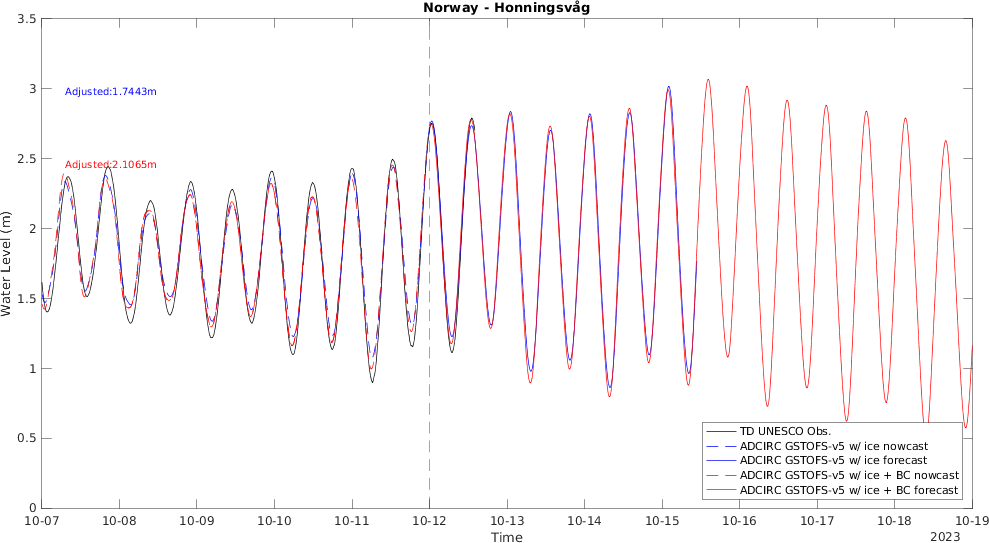 Norway - Honningsvåg
3.5
3
2.5
2
1.5
1
0.5
0
Water Level (m)
Adjusted:1.7443m
Adjusted:2.1065m
TD UNESCO Obs.
ADCIRC GSTOFS-v5 w/ ice nowcast
ADCIRC GSTOFS-v5 w/ ice forecast
ADCIRC GSTOFS-v5 w/ ice + BC nowcast
ADCIRC GSTOFS-v5 w/ ice + BC forecast
10-07 10-08 10-09 10-10 10-11 10-12 10-13 10-14 10-15 10-16 10-17 10-18 10-19
Time
2023